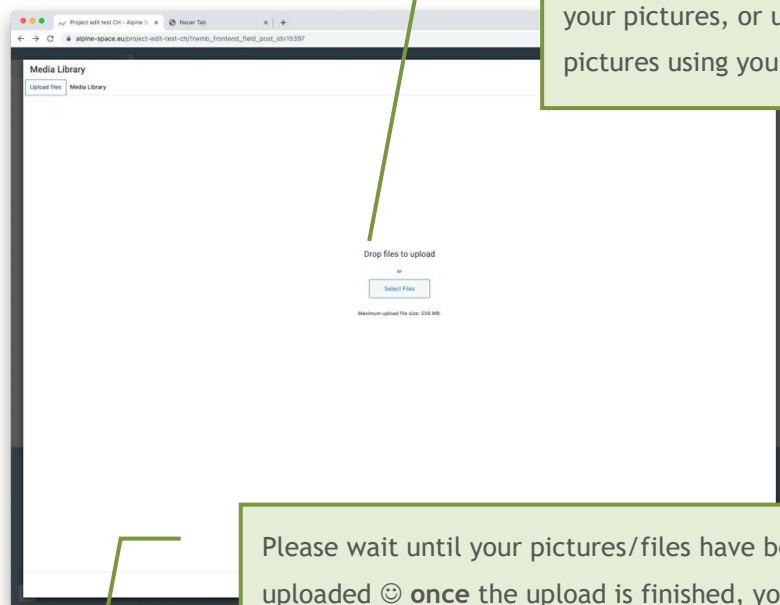 your pictures, or u
pictures using you
Project edit test CH - Alpine S
Neuer Tab
alpine-space.eu/project-edit-test-ch/?rwmb_frontend_field_post_id=15397
Media Library
Upload files Media Library
Drop files to upload
or
Select Files
Maximum upload file size: 256 MB.
Please wait until your pictures/files have be
uploaded ☺ once the upload is finished, yo